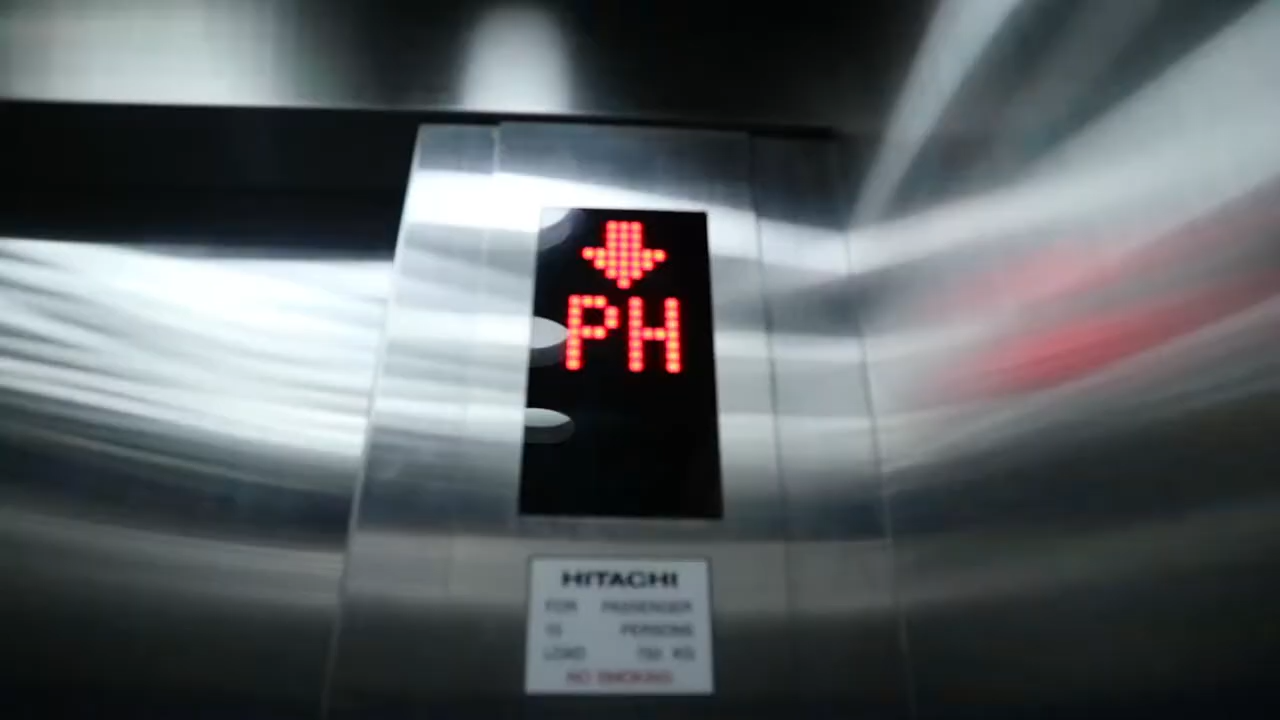 PH
HITACHI
FOR PASSENGER
PERSONS
LOAD 750 KG
NO SMOKING